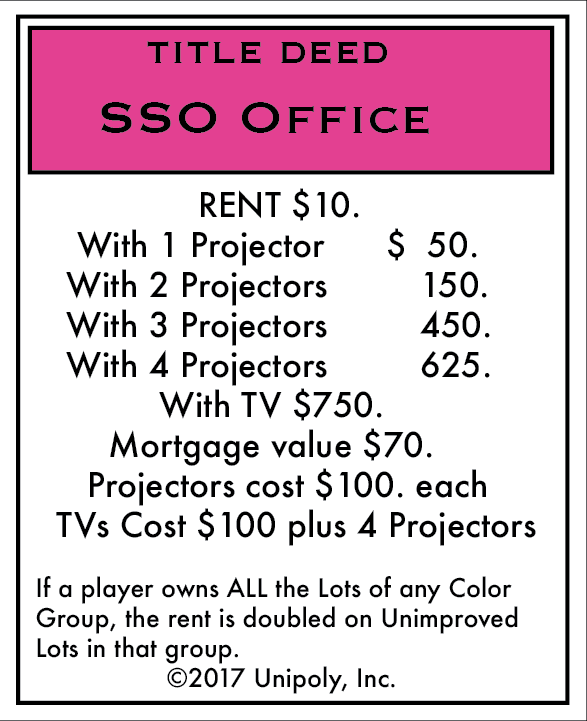 TITLE DEED
SSO OFFICE
RENT $10.
With 1 Projector $ 50.
With 2 Projectors 150.
With 3 Projectors 450.
With 4 Projectors 625.
With TV $750.
Mortgage value $70.
Projectors cost $100. each
TVs Cost $100 plus 4 Projectors
If a player owns ALL the Lots of any Color
Group, the rent is doubled on Unimproved
Lots in that group.
©2017 Unipoly, Inc.